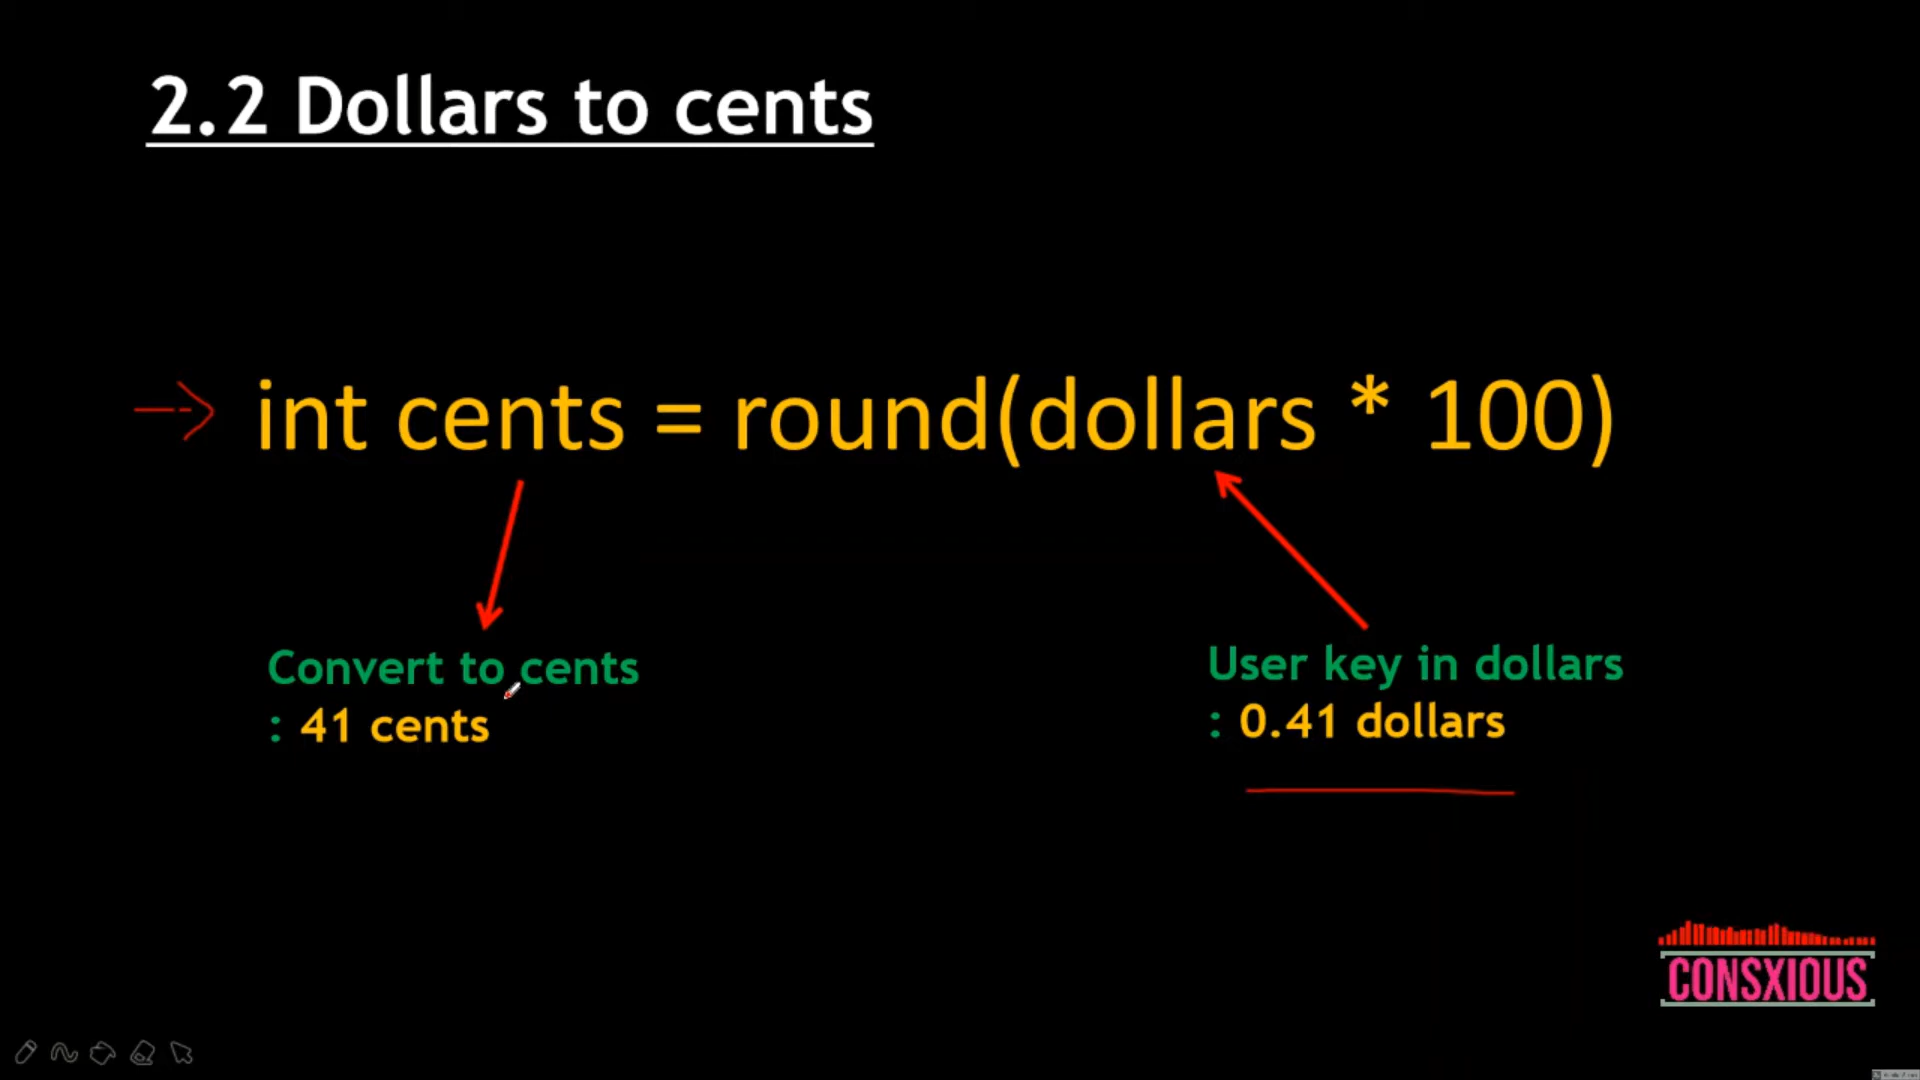 2.2 Dollars to cents
int cents = round(dollars * 100)
Convert to cents
: 41 cents
User key in dollars
: 0.41 dollars
CONSXIOUS